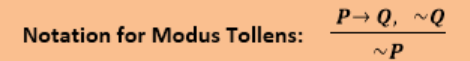 Notation for Modus Tollens:
P→ Q, ~Q
~P